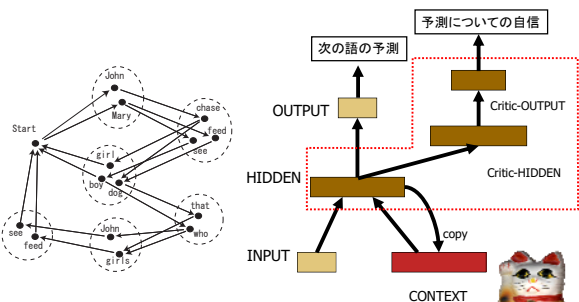 John
Mary
chase
feed
see
Start
girl
boy
dog
that
who
see
feed
John
girls
予測についての自信
次の語の予測
Critic-OUTPUT
OUTPUT
Critic-HIDDEN
HIDDEN
copy
INPUT
CONTEXT